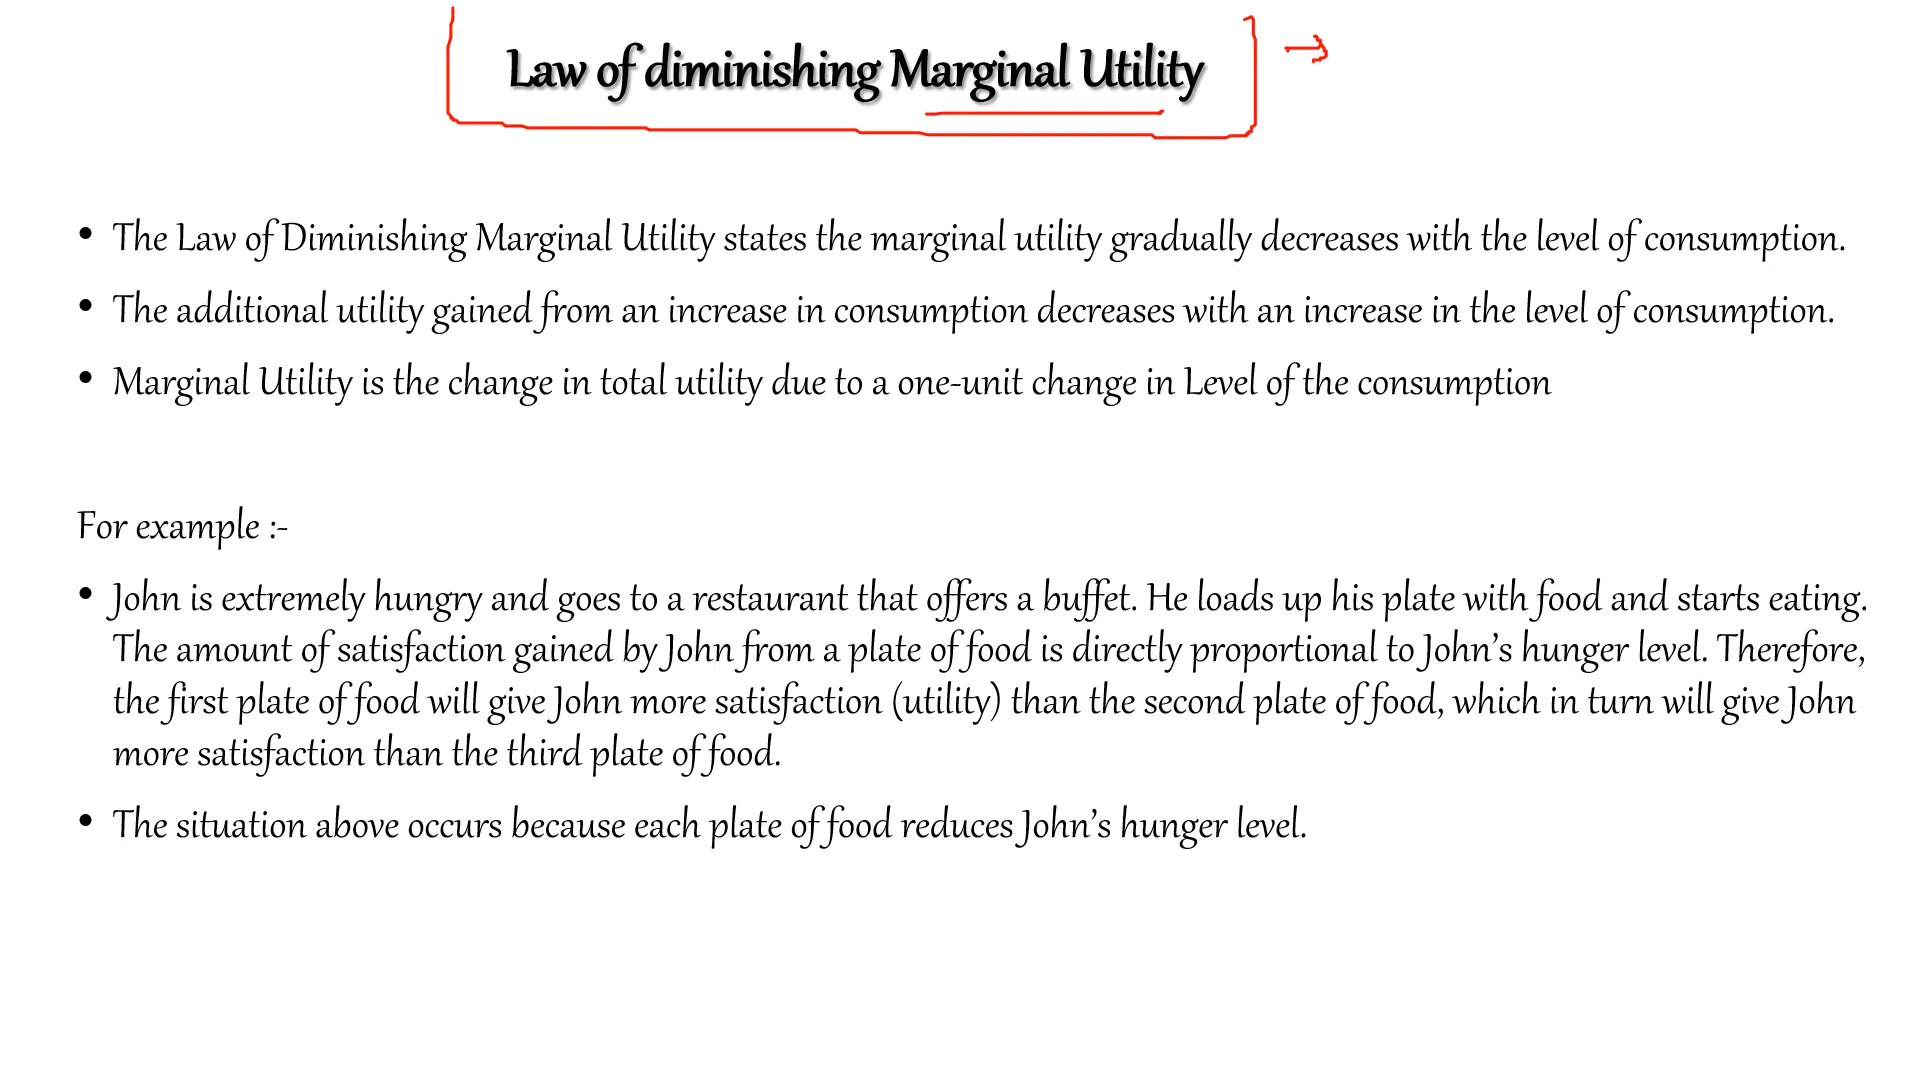 Law of diminishing Marginal Utility
• The Law of Diminishing Marginal Utility states the marginal utility gradually decreases with the level of consumption.
• The additional utility gained from an increase in consumption decreases with an increase in the level of consumption.
• Marginal Utility is the change in total utility due to a one-unit change in Level of the consumption
For example :-
• John is extremely hungry and goes to a restaurant that offers a buffet. He loads up his plate with food and starts eating.
The amount of satisfaction gained by John from a plate of food is directly proportional to John’s hunger level. Therefore,
the first plate of food will give John more satisfaction (utility) than the second plate of food, which in turn will give John
more satisfaction than the third plate of food.
• The situation above occurs because each plate of food reduces John’s hunger level.